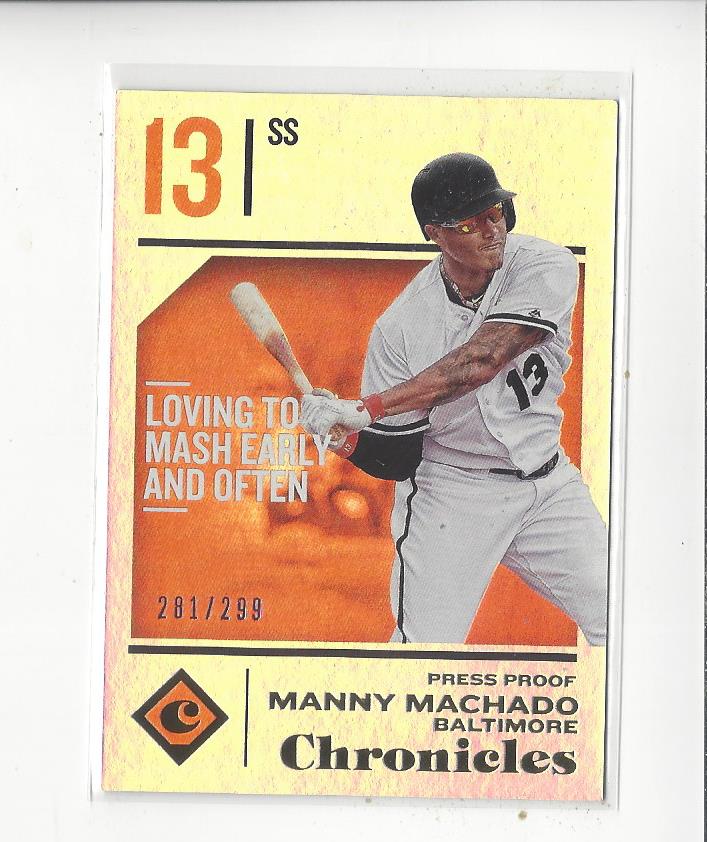 13
SS
13
LOVING TO
MASH EARLY
AND OFTEN
281/299
C
PRESS PROOF
MANNY MACHADO
BALTIMORE
Chronicles